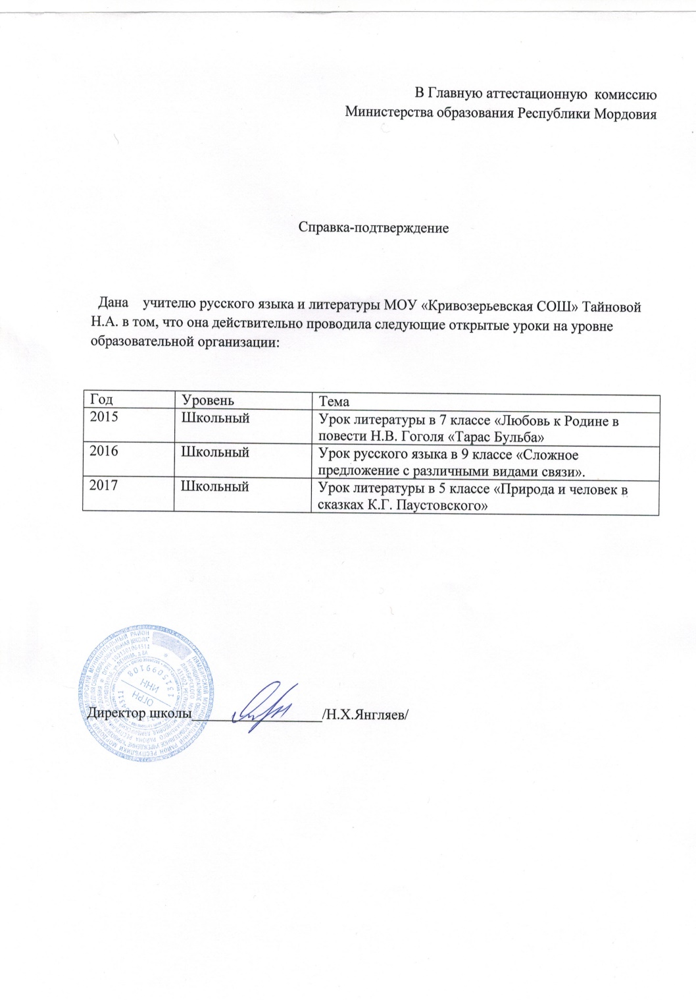 В Главную аттестационную комиссию
Министерства образования Республики Мордовия
Справка-подтверждение
Дана учителю русского языка и литературы МОУ «Кривозерьевская СОШ» Тайновой
Н.А. в том, что она действительно проводила следующие открытые уроки на уровне
образовательной организации:
Год Уровень Тема
2015 Школьный Урок литературы в 7 классе «Любовь к Родине в
повести Н.В. Гоголя «Тарас Бульба»
2016 Школьный Урок русского языка в 9 классе «Сложное
предложение с различными видами связи».
2017 Школьный Урок литературы в 5 классе «Природа и человек в
сказках К.Г. Паустовского»
Директор школы /Н.Х.Янгляев/
ОГРН
ИНН
1315099108